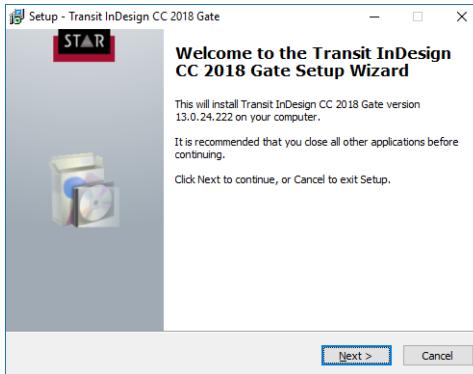 Setup - Transit InDesign CC 2018 Gate
STAR
Welcome to the Transit InDesign
CC 2018 Gate Setup Wizard
This will install Transit InDesign CC 2018 Gate version
13.0.24.222 on your computer.
It is recommended that you close all other applications before
continuing.
Click Next to continue, or Cancel to exit Setup.
Next >
Cancel